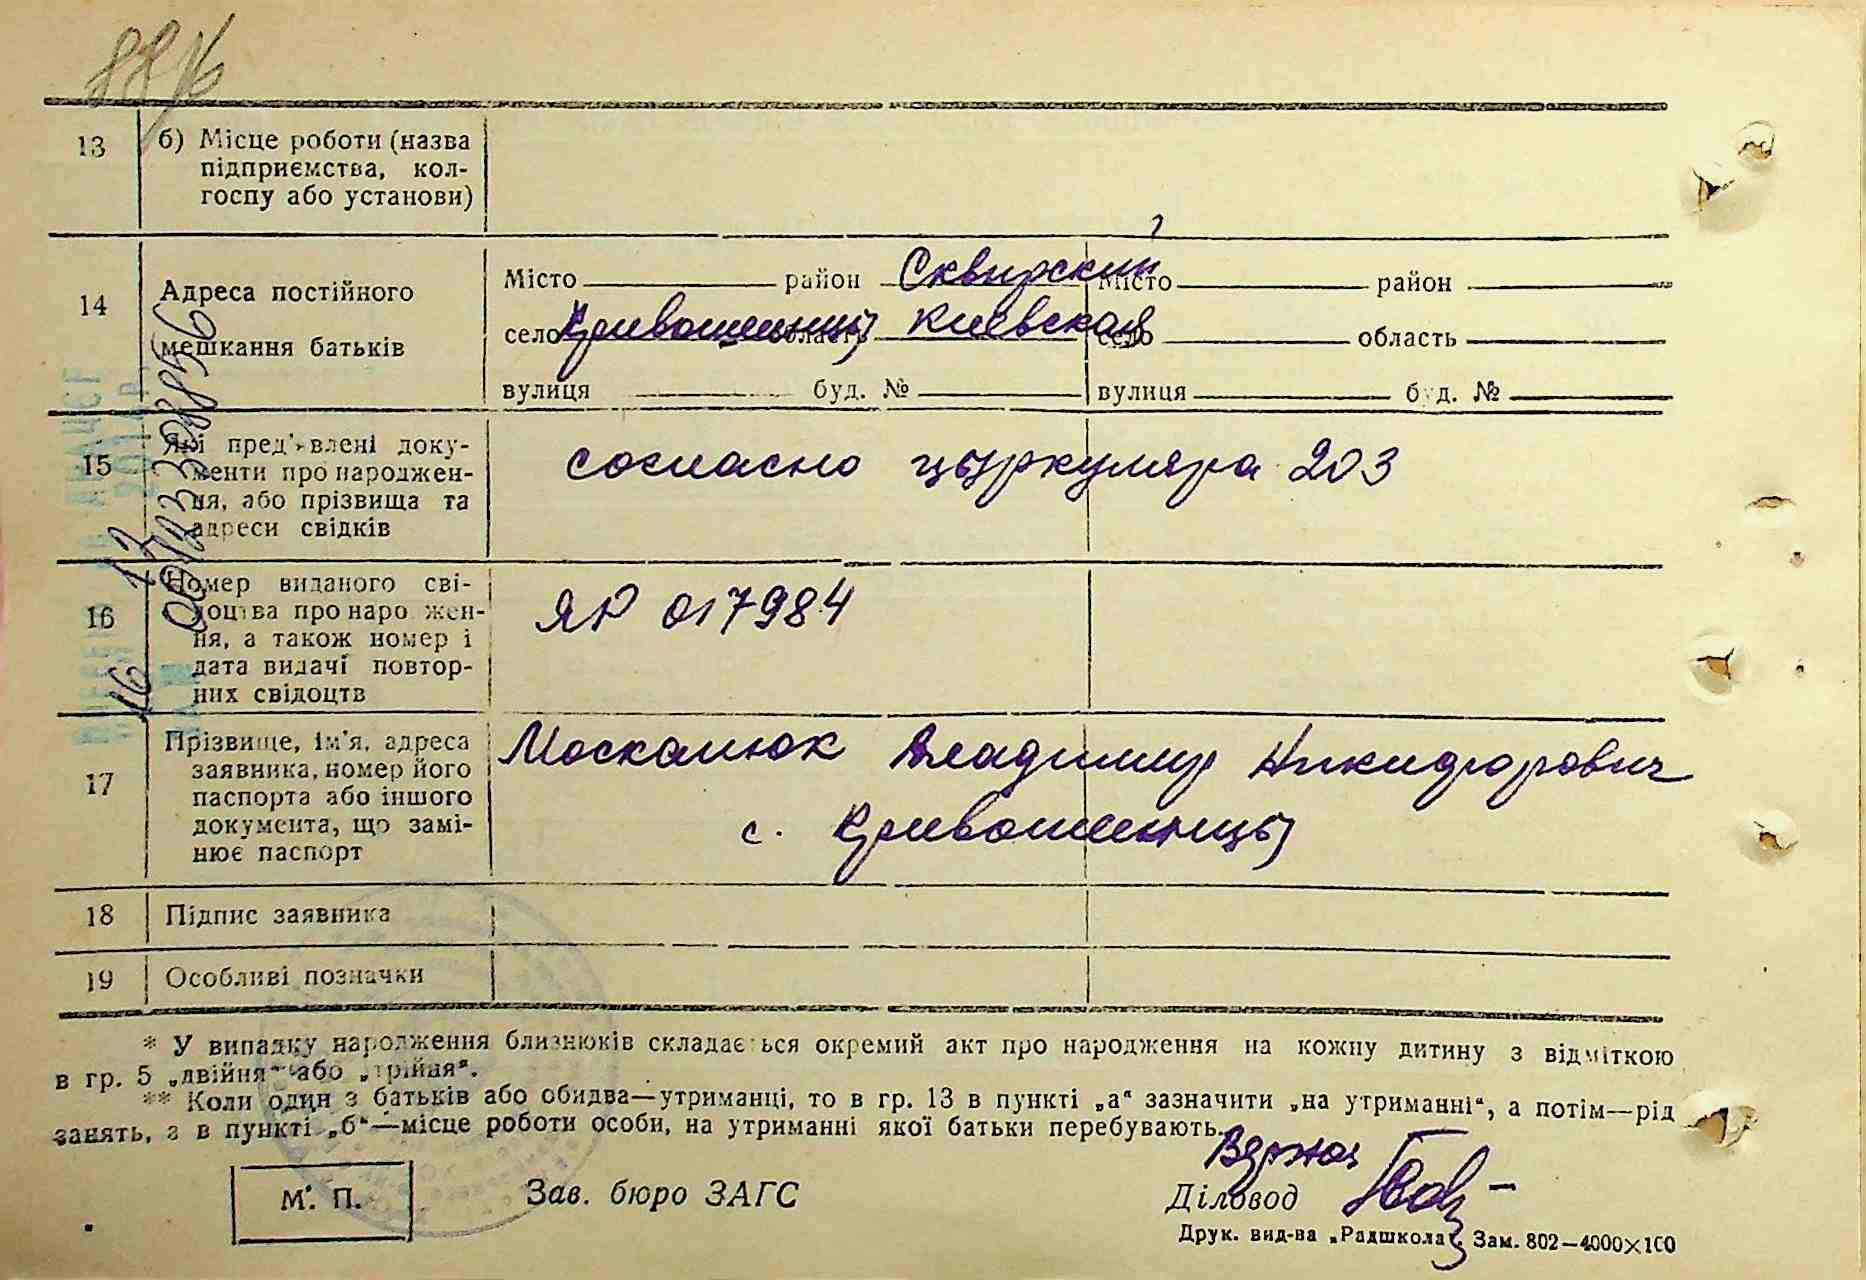 8816
13 б) Місце роботи (назва
підприємства, кол-
госпу або установи)
14 Адреса постійного
мешкання батьків
Місто район Сквирский Місто район
село Кривошеинцы область Киевская село область
вулиця буд. № вулиця буд. №
15 Які пред'явлені доку-
менти про народжен-
ня, або прізвища та
адреси свідків
согласно цыркуляра 203
16 Номер виданого сві-
доцтва про народжен-
ня, а також номер і
дата видачі повтор-
них свідоцтв
ЯЮ 017984
17 Прізвище, ім'я, адреса
заявника, номер його
паспорта або іншого
документа, що замі-
нює паспорт
Москалюк Владимир Никифорович
с. Кривошеинцы
18 Підпис заявника
19 Особливі позначки
* У випадку народження близнюків складається окремий акт про народження на кожну дитину з відміткою
в гр. 5 „двійня“ або „трійня“.
** Коли один з батьків або обидва—утриманці, то в гр. 13 в пункті „а“ зазначити „на утриманні“, а потім—рід
занять, а в пункті „б“—місце роботи особи, на утриманні якої батьки перебувають.
М. П.
Зав. бюро ЗАГС
Діловод
Друк. вид-ва „Радшкола“. Зам. 802—4000×100